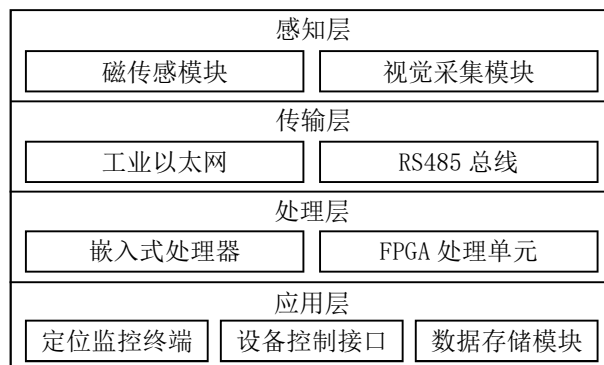 感知层
磁传感模块 视觉采集模块
传输层
工业以太网 RS485 总线
处理层
嵌入式处理器 FPGA 处理单元
应用层
定位监控终端 设备控制接口 数据存储模块